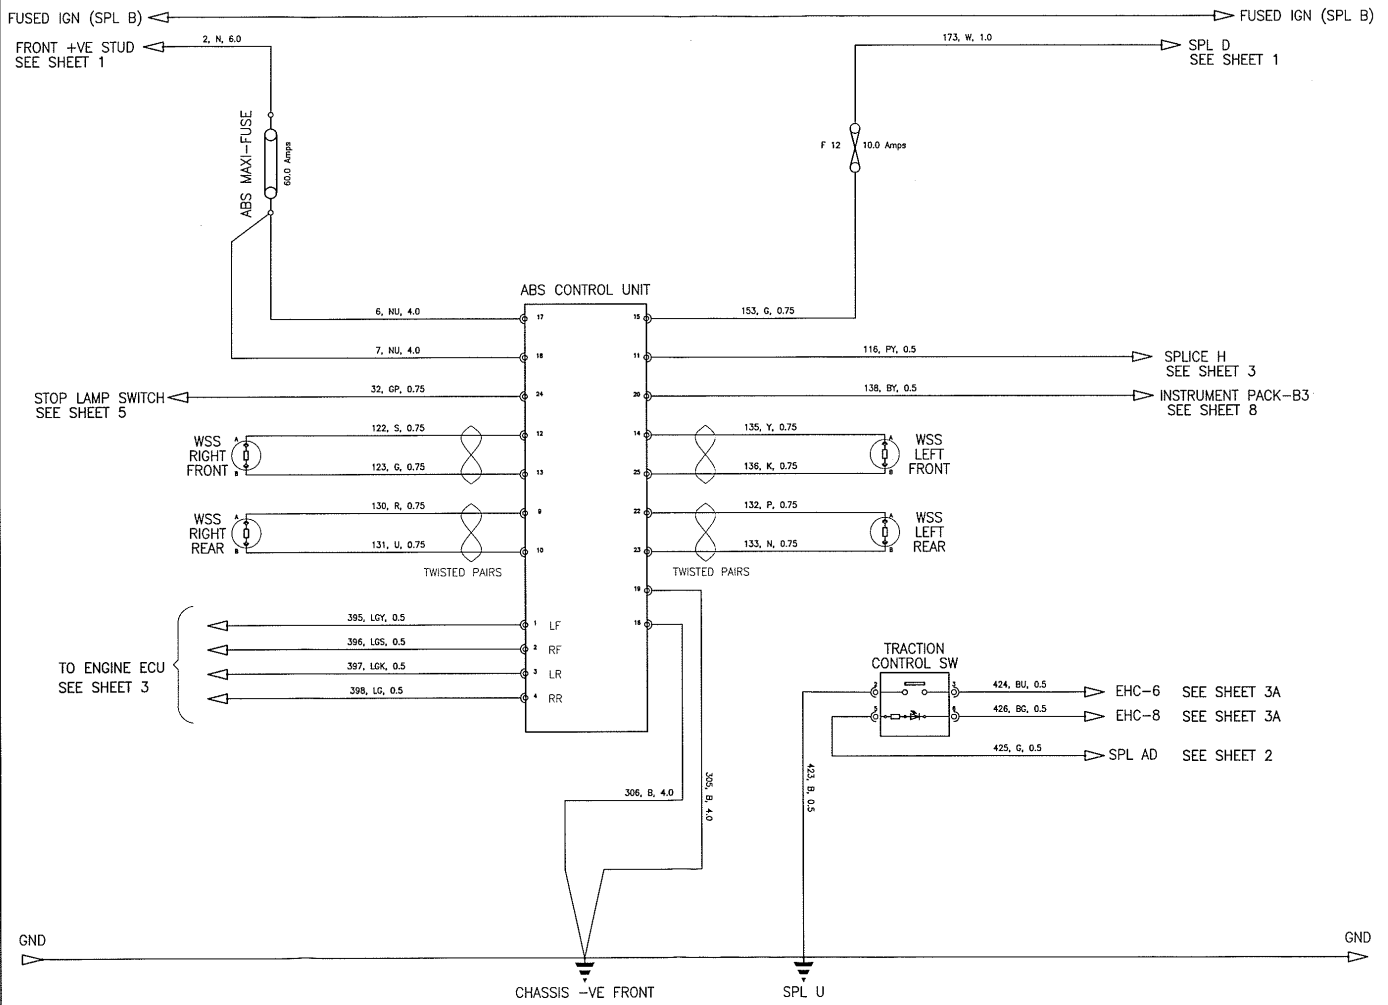 FUSED IGN (SPL B)
FUSED IGN (SPL B)
FRONT +VE STUD
SEE SHEET 1
2, N, 6.0
173, W, 1.0
SPL D
SEE SHEET 1
ABS MAXI-FUSE
60.0 Amps
F 12
10.0 Amps
ABS CONTROL UNIT
6, NU, 4.0
17
15
153, G, 0.75
7, NU, 4.0
11
116, PY, 0.5
SPLICE H
SEE SHEET 3
STOP LAMP SWITCH
SEE SHEET 5
32, GP, 0.75
24
20
138, BY, 0.5
INSTRUMENT PACK-B3
SEE SHEET 8
WSS
RIGHT
FRONT
A
B
122, S, 0.75
12
123, G, 0.75
13
14
135, Y, 0.75
25
136, K, 0.75
A
B
WSS
LEFT
FRONT
WSS
RIGHT
REAR
A
B
130, R, 0.75
9
131, U, 0.75
10
TWISTED PAIRS
22
132, P, 0.75
23
133, N, 0.75
TWISTED PAIRS
A
B
WSS
LEFT
REAR
19
TO ENGINE ECU
SEE SHEET 3
395, LGY, 0.5
1 LF
396, LGS, 0.5
2 RF
397, LGK, 0.5
3 LR
398, LG, 0.5
4 RR
TRACTION
CONTROL SW
2
3
424, BU, 0.5
EHC-6 SEE SHEET 3A
5
6
426, BG, 0.5
EHC-8 SEE SHEET 3A
425, G, 0.5
SPL AD SEE SHEET 2
306, B, 4.0
305, B, 4.0
423, B, 0.5
GND
GND
CHASSIS -VE FRONT
SPL U